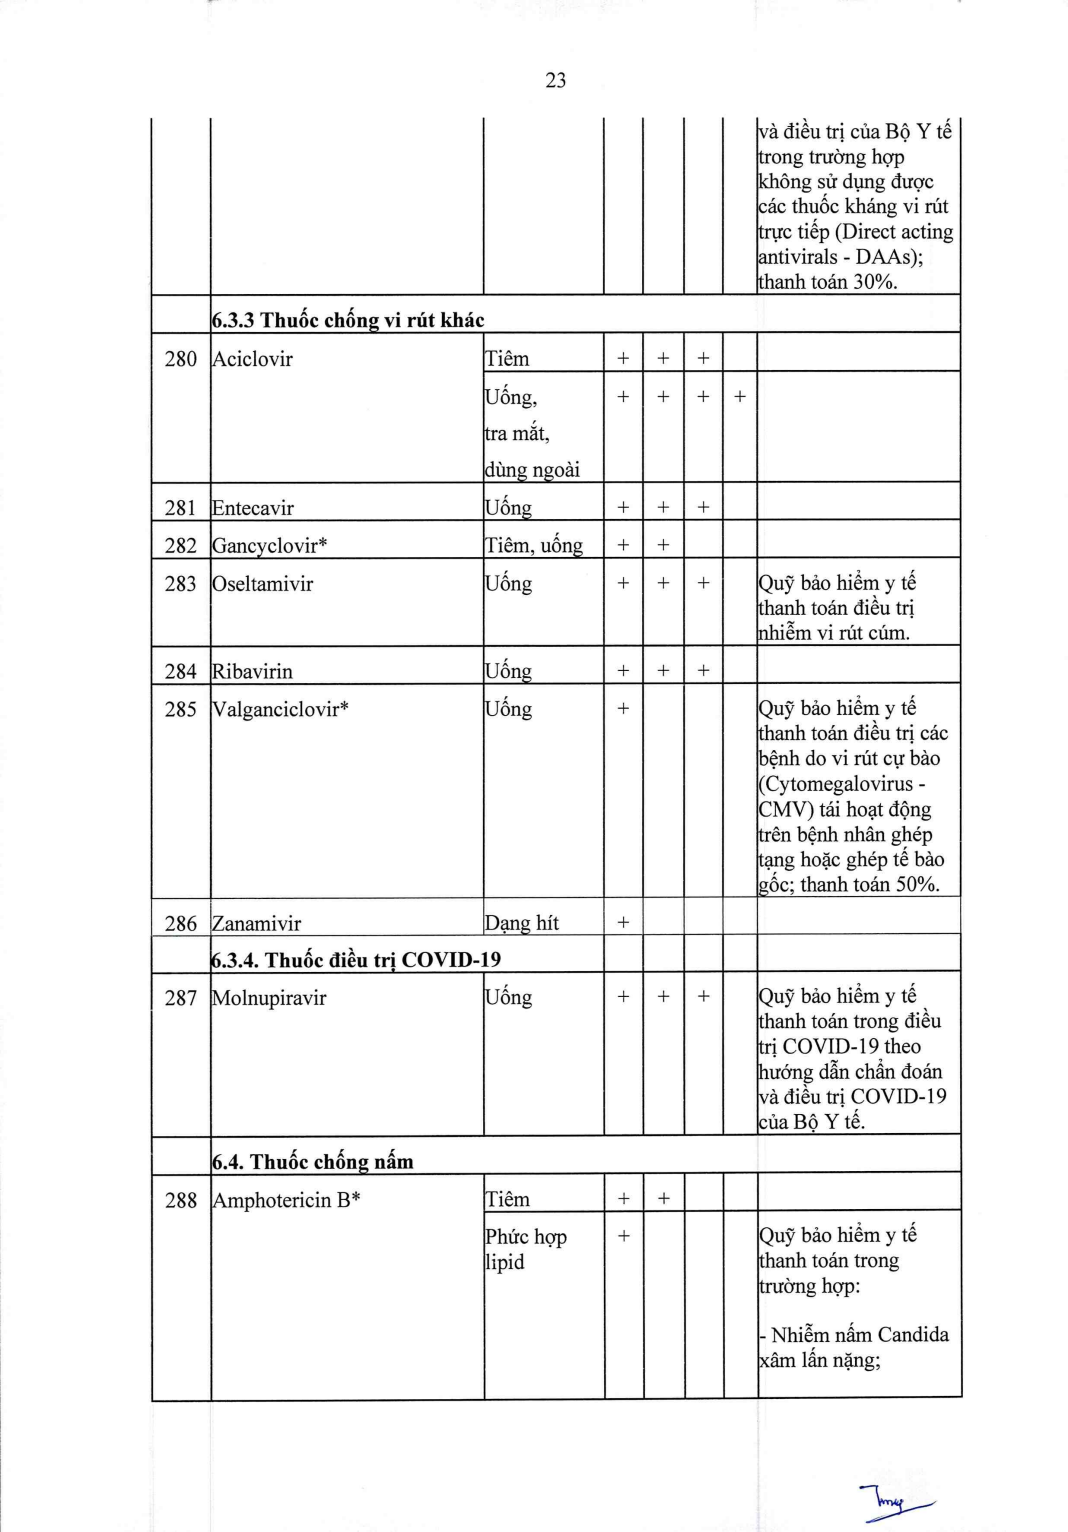 23
và điều trị của Bộ Y tế
trong trường hợp
không sử dụng được
các thuốc kháng vi rút
trực tiếp (Direct acting
antivirals - DAAs);
thanh toán 30%.
6.3.3 Thuốc chống vi rút khác
280 Aciclovir Tiêm + + +
Uống, + + + +
tra mắt,
dùng ngoài
281 Entecavir Uống + + +
282 Gancyclovir* Tiêm, uống + +
283 Oseltamivir Uống + + + Quỹ bảo hiểm y tế
thanh toán điều trị
nhiễm vi rút cúm.
284 Ribavirin Uống + + +
285 Valganciclovir* Uống + Quỹ bảo hiểm y tế
thanh toán điều trị các
bệnh do vi rút cự bào
(Cytomegalovirus -
CMV) tái hoạt động
trên bệnh nhân ghép
tạng hoặc ghép tế bào
gốc; thanh toán 50%.
286 Zanamivir Dạng hít +
6.3.4. Thuốc điều trị COVID-19
287 Molnupiravir Uống + + + Quỹ bảo hiểm y tế
thanh toán trong điều
trị COVID-19 theo
hướng dẫn chẩn đoán
và điều trị COVID-19
của Bộ Y tế.
6.4. Thuốc chống nấm
288 Amphotericin B* Tiêm + +
Phức hợp + Quỹ bảo hiểm y tế
lipid thanh toán trong
trường hợp:
- Nhiễm nấm Candida
xâm lấn nặng;